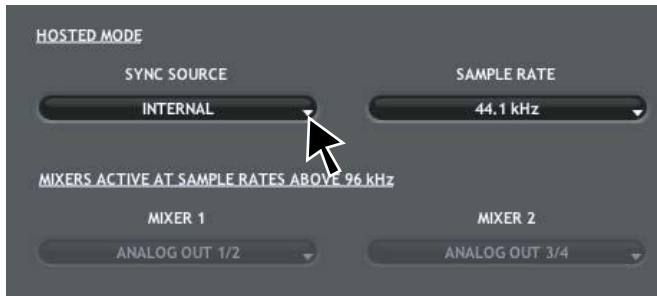 HOSTED MODE
SYNC SOURCE SAMPLE RATE
INTERNAL 44.1 kHz
MIXERS ACTIVE AT SAMPLE RATES ABOVE 96 kHz
MIXER 1 MIXER 2
ANALOG OUT 1/2 ANALOG OUT 3/4